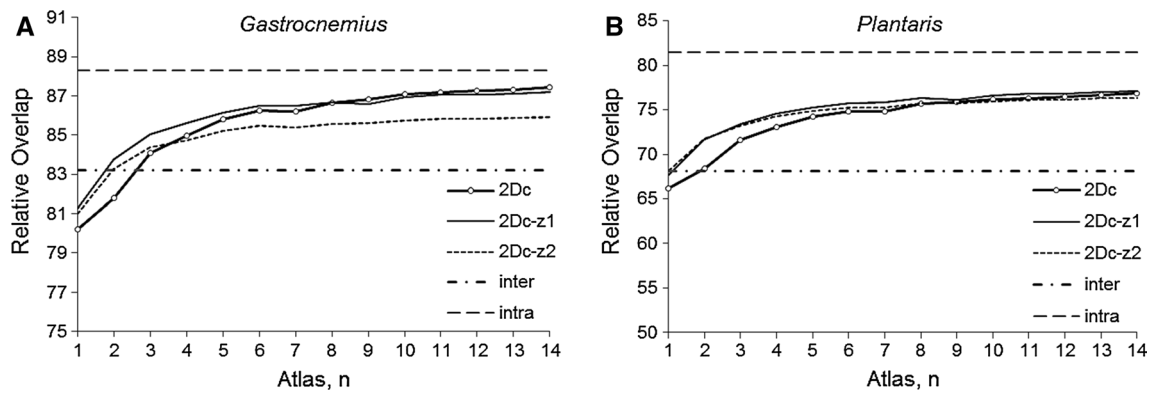 A
Gastrocnemius
Relative Overlap
91
89
87
85
83
81
79
77
75
2Dc
2Dc-z1
2Dc-z2
inter
intra
1 2 3 4 5 6 7 8 9 10 11 12 13 14
Atlas, n
B
Plantaris
Relative Overlap
85
80
75
70
65
60
55
50
2Dc
2Dc-z1
2Dc-z2
inter
intra
1 2 3 4 5 6 7 8 9 10 11 12 13 14
Atlas, n